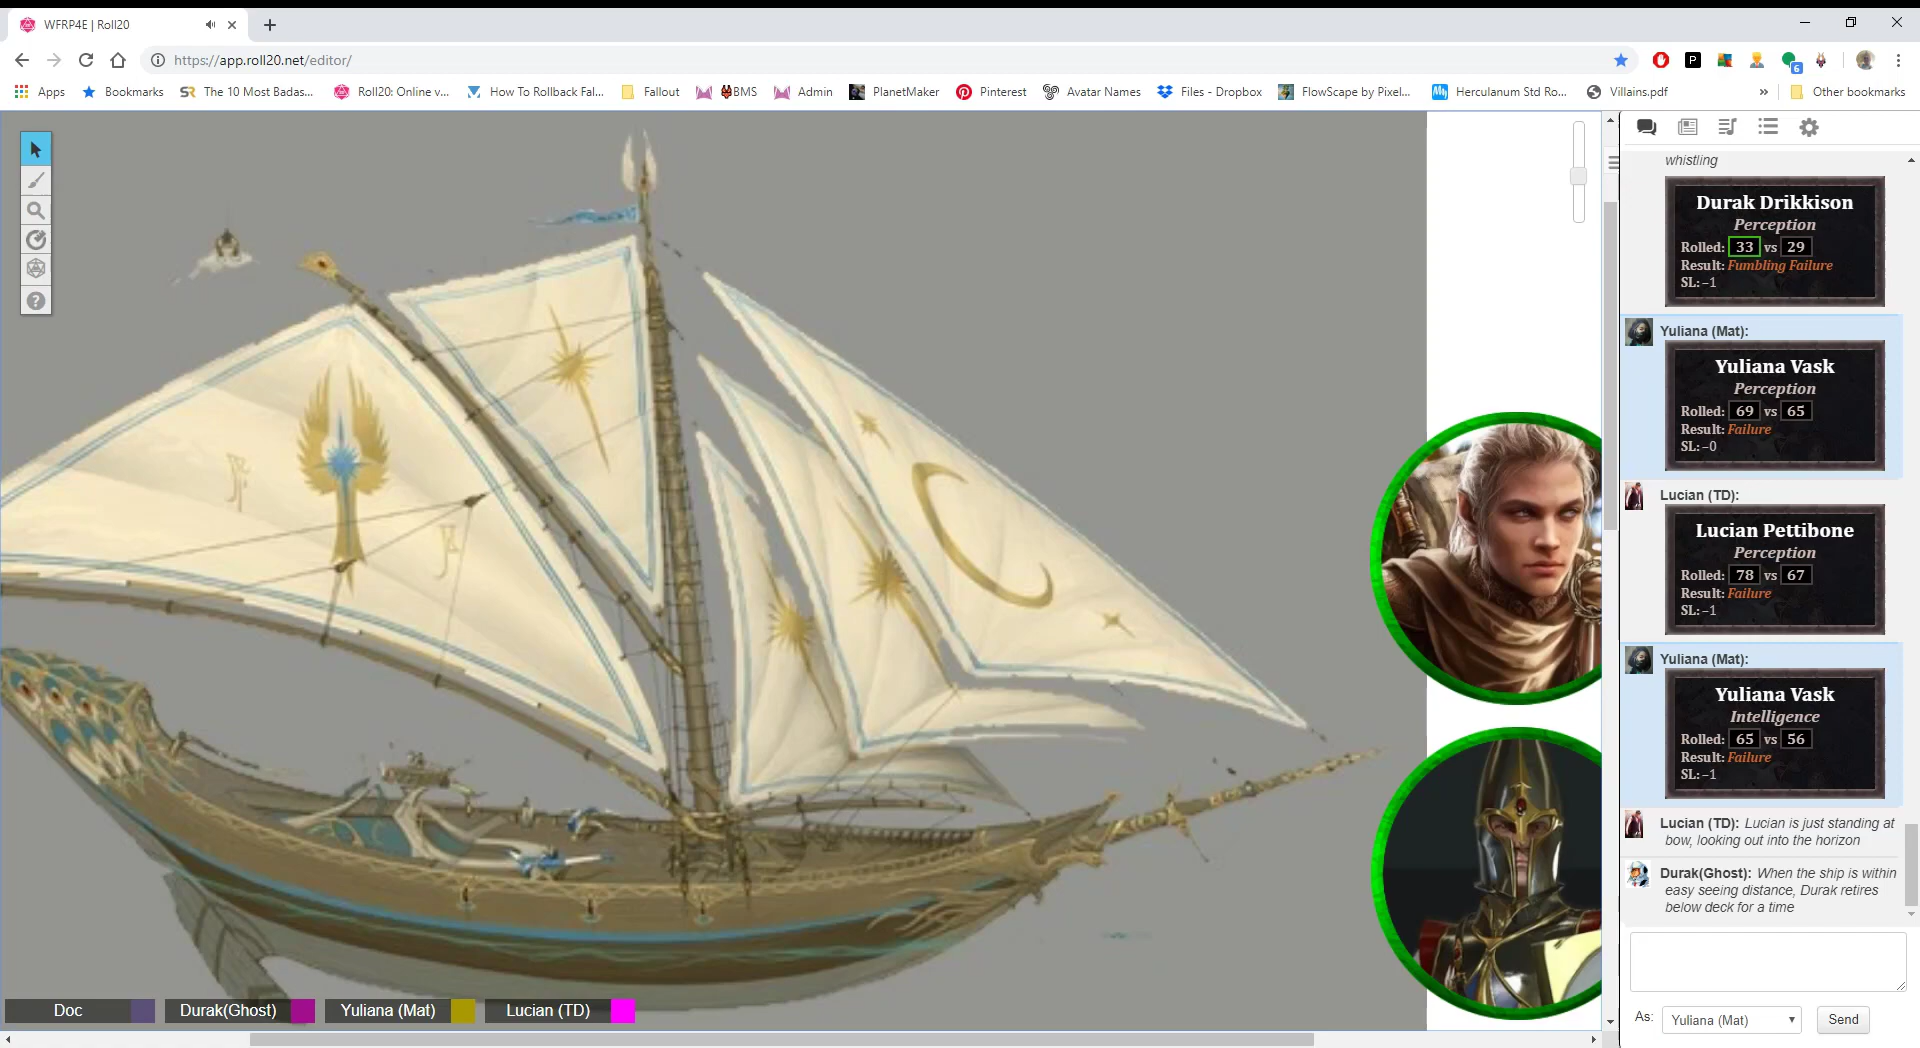 WFRP4E | Roll20
https://app.roll20.net/editor/
6
Apps
Bookmarks
SR The 10 Most Badas...
Roll20: Online v...
How To Rollback Fal...
Fallout
BMS
Admin
PlanetMaker
Pinterest
Avatar Names
Files - Dropbox
FlowScape by Pixel...
Herculanum Std Ro...
Villains.pdf
»
Other bookmarks
whistling
Durak Drikkison
Perception
Rolled: 33 vs 29
Result: Fumbling Failure
SL: -1
Yuliana (Mat):
Yuliana Vask
Perception
Rolled: 69 vs 65
Result: Failure
SL: -0
Lucian (TD):
Lucian Pettibone
Perception
Rolled: 78 vs 67
Result: Failure
SL: -1
Yuliana (Mat):
Yuliana Vask
Intelligence
Rolled: 65 vs 56
Result: Failure
SL: -1
Lucian (TD): Lucian is just standing at
bow, looking out into the horizon
Durak(Ghost): When the ship is within
easy seeing distance, Durak retires
below deck for a time
Doc
Durak(Ghost)
Yuliana (Mat)
Lucian (TD)
As: Yuliana (Mat)
Send